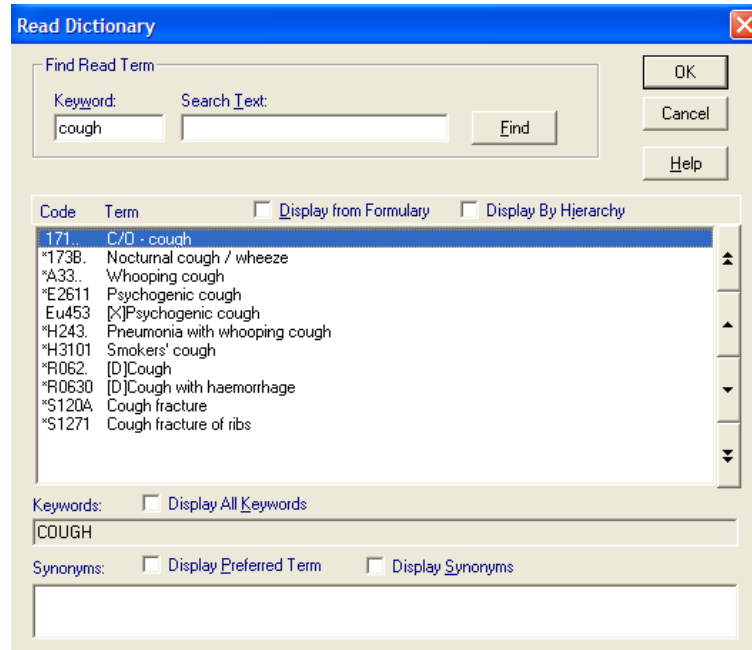 Read Dictionary
Find Read Term
Keyword: Search Text:
cough
Find
OK
Cancel
Help
Code Term Display from Formulary Display By Hierarchy
171.. C/O - cough
*173B. Nocturnal cough / wheeze
*A33.. Whooping cough
*E2611 Psychogenic cough
Eu453 [X]Psychogenic cough
*H243. Pneumonia with whooping cough
*H3101 Smokers' cough
*R062. [D]Cough
*R0630 [D]Cough with haemorrhage
*S120A Cough fracture
*S1271 Cough fracture of ribs
Keywords: Display All Keywords
COUGH
Synonyms: Display Preferred Term Display Synonyms